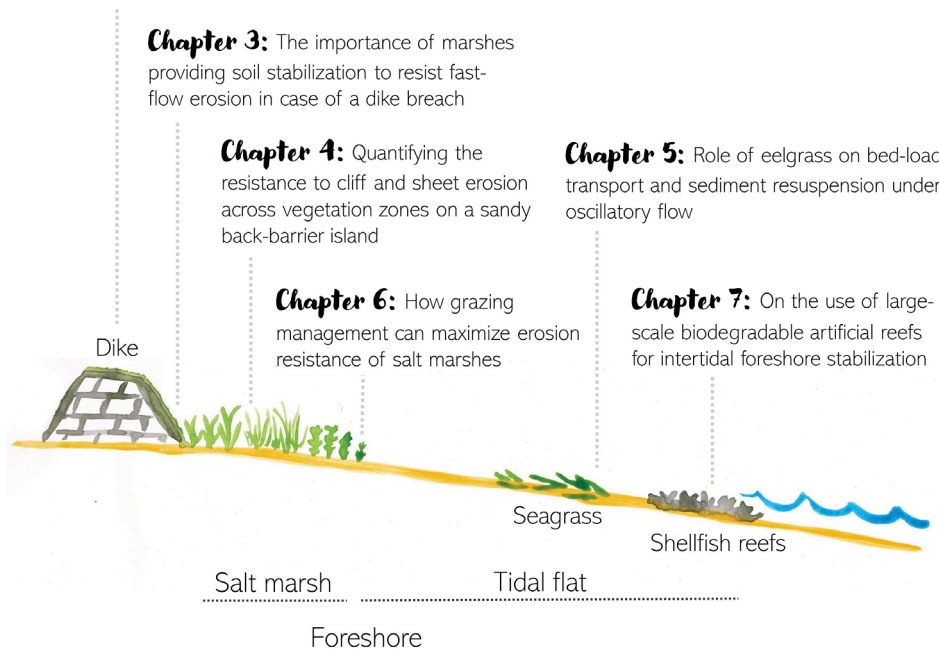 Chapter 3: The importance of marshes
providing soil stabilization to resist fast-
flow erosion in case of a dike breach
Chapter 4: Quantifying the
resistance to cliff and sheet erosion
across vegetation zones on a sandy
back-barrier island
Chapter 5: Role of eelgrass on bed-load
transport and sediment resuspension under
oscillatory flow
Chapter 6: How grazing
management can maximize erosion
resistance of salt marshes
Chapter 7: On the use of large-
scale biodegradable artificial reefs
for intertidal foreshore stabilization
Dike
Seagrass
Shellfish reefs
Salt marsh
Tidal flat
Foreshore